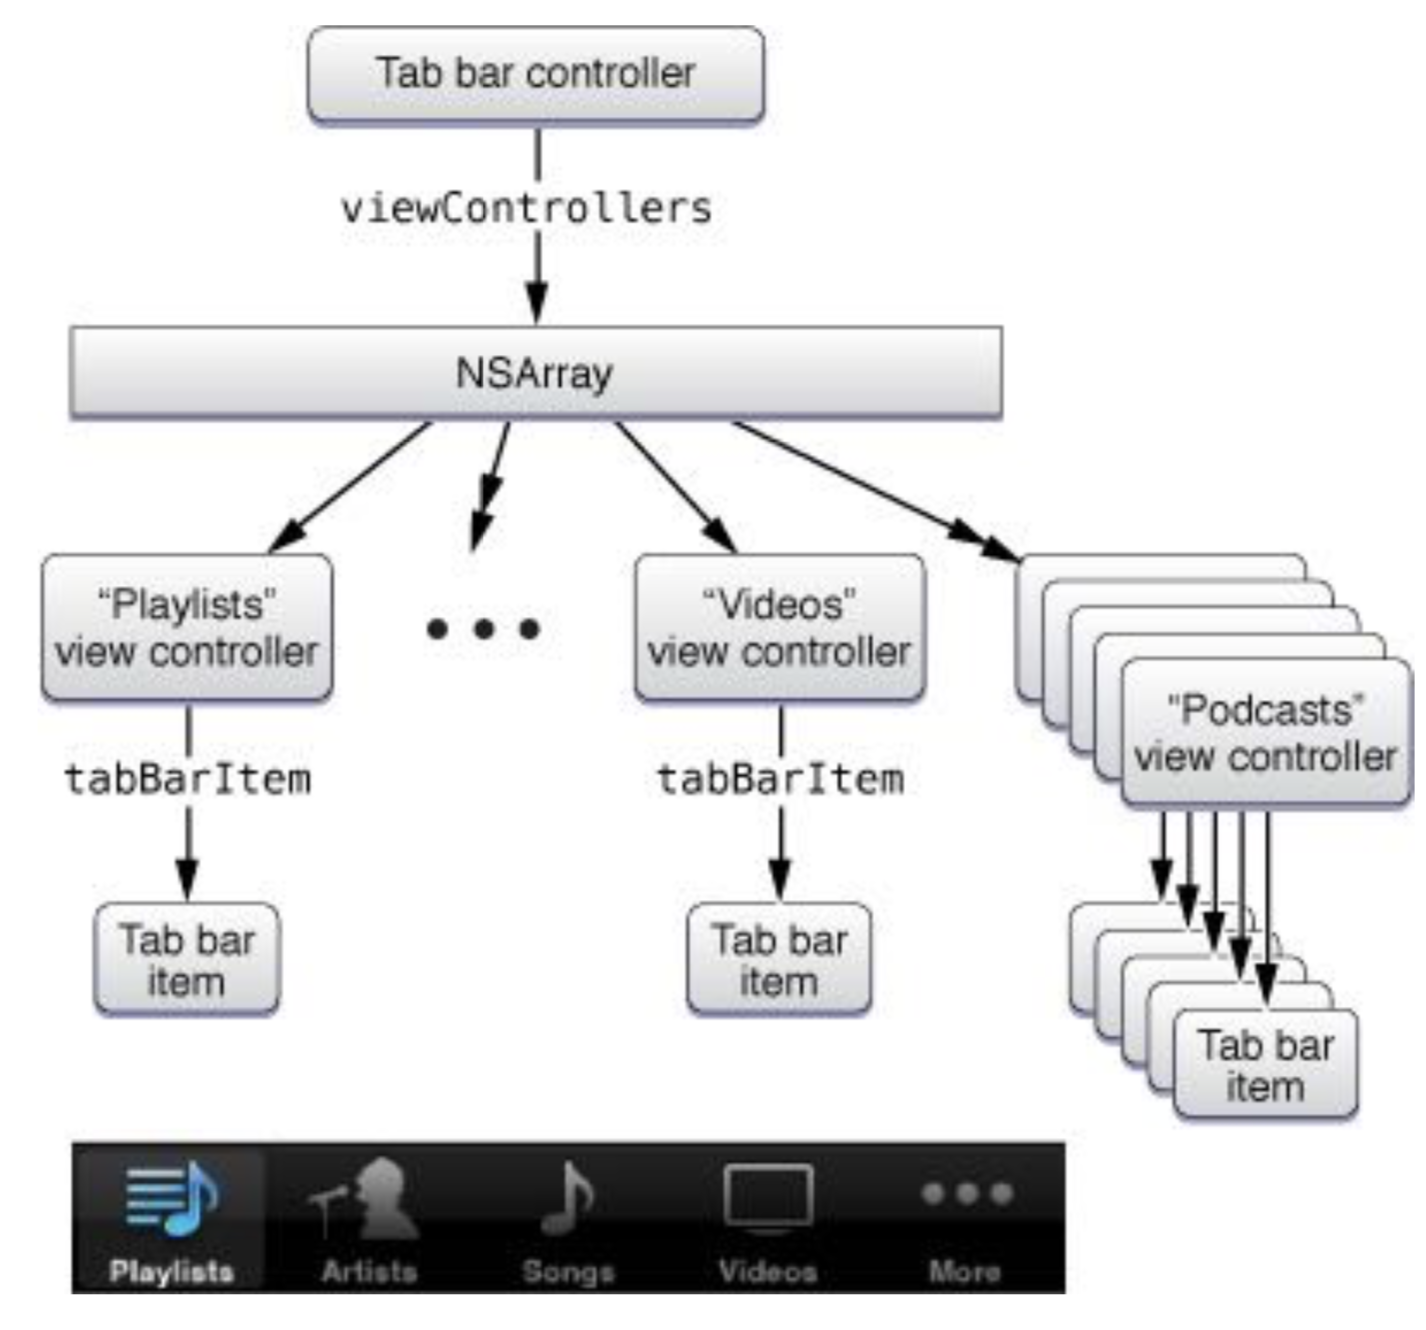 Tab bar controller
viewControllers
NSArray
“Playlists”
view controller
“Videos”
view controller
“Podcasts”
view controller
tabBarItem
tabBarItem
Tab bar
item
Tab bar
item
Tab bar
item
Playlists
Artists
Songs
Videos
More